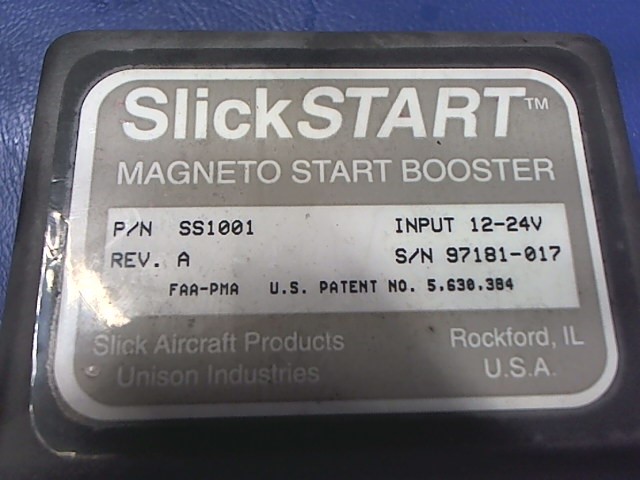 SlickSTART™
MAGNETO START BOOSTER
P/N SS1001 INPUT 12-24V
REV. A S/N 97181-017
FAA-PMA U.S. PATENT NO. 5,630,384
Slick Aircraft Products Rockford, IL
Unison Industries U.S.A.